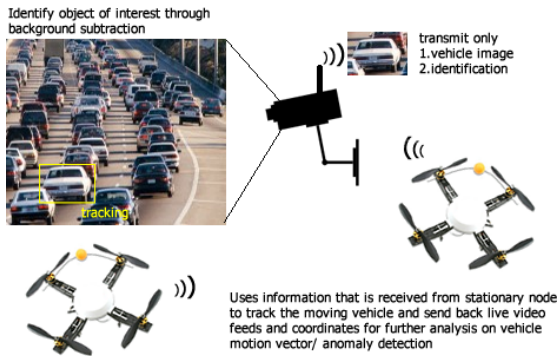 Identify object of interest through
background subtraction
transmit only
1.vehicle image
2.identification
tracking
Uses information that is received from stationary node
to track the moving vehicle and send back live video
feeds and coordinates for further analysis on vehicle
motion vector/ anomaly detection